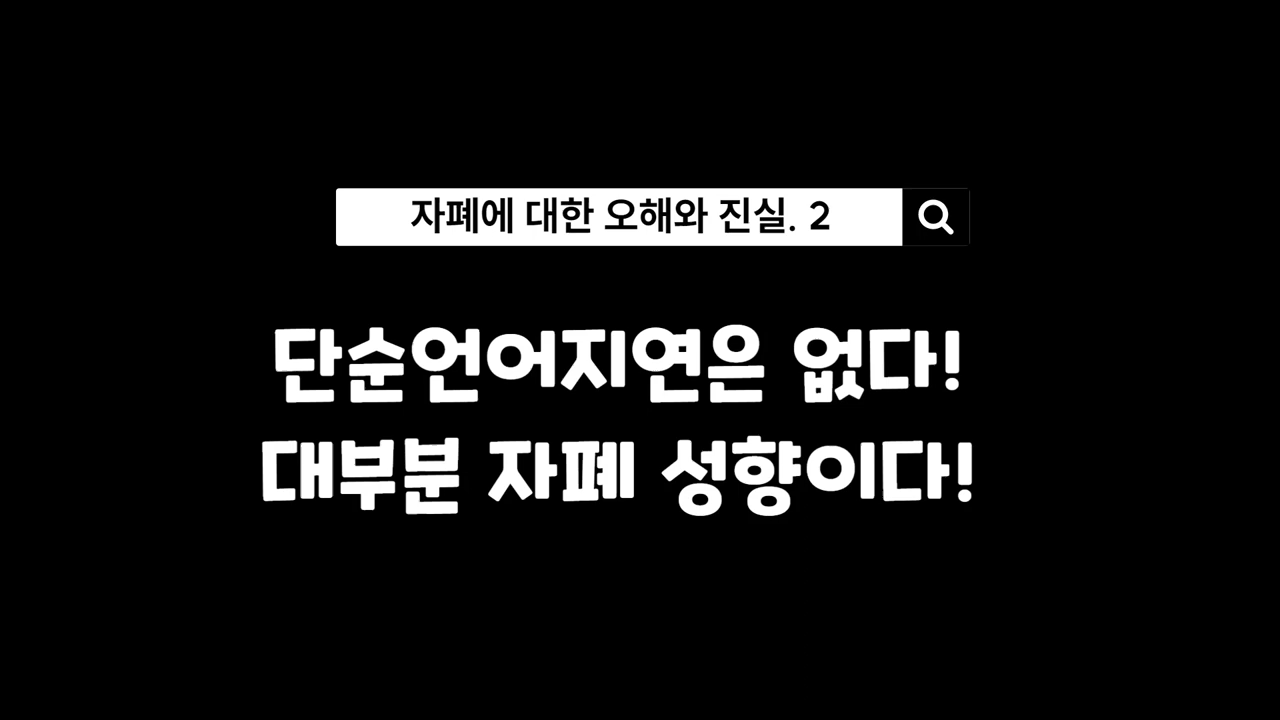 자폐에 대한 오해와 진실. 2
단순언어지연은 없다!
대부분 자폐 성향이다!